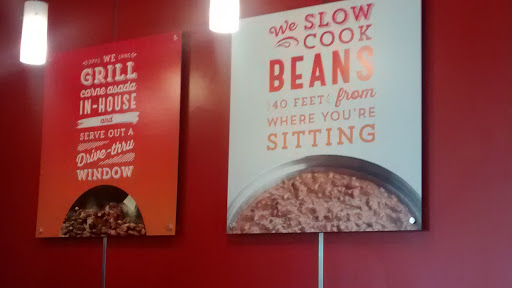 WE
GRILL
carne asada
IN-HOUSE
and
SERVE OUT A
Drive-thru
WINDOW
We SLOW
COOK
BEANS
40 FEET from
WHERE YOU'RE
SITTING